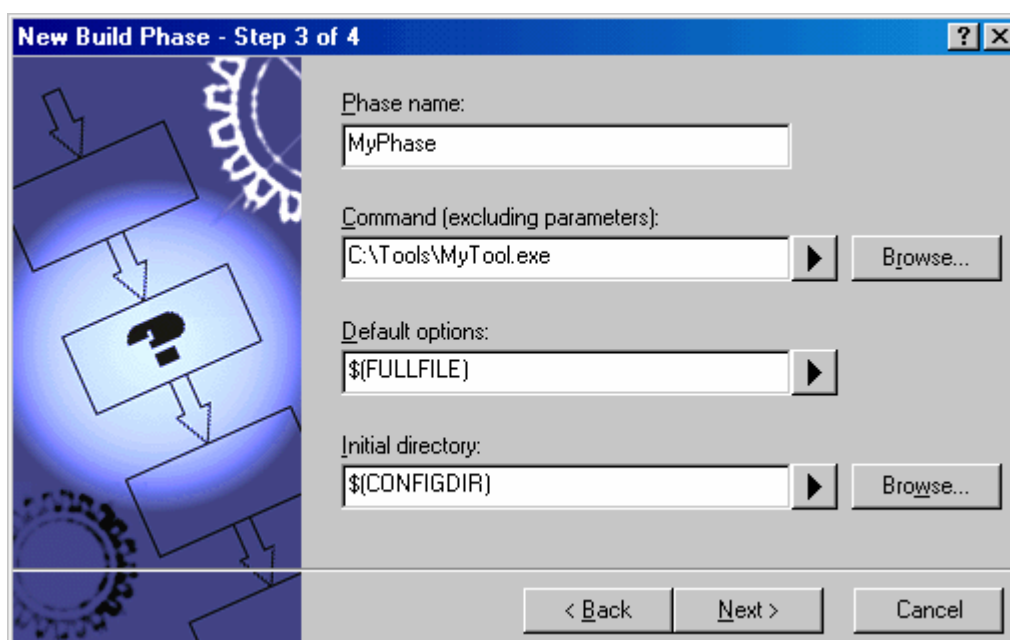 New Build Phase - Step 3 of 4
Phase name:
MyPhase
Command (excluding parameters):
C:\Tools\MyTool.exe
Browse...
Default options:
$(FULLFILE)
Initial directory:
$(CONFIGDIR)
Browse...
< Back
Next >
Cancel